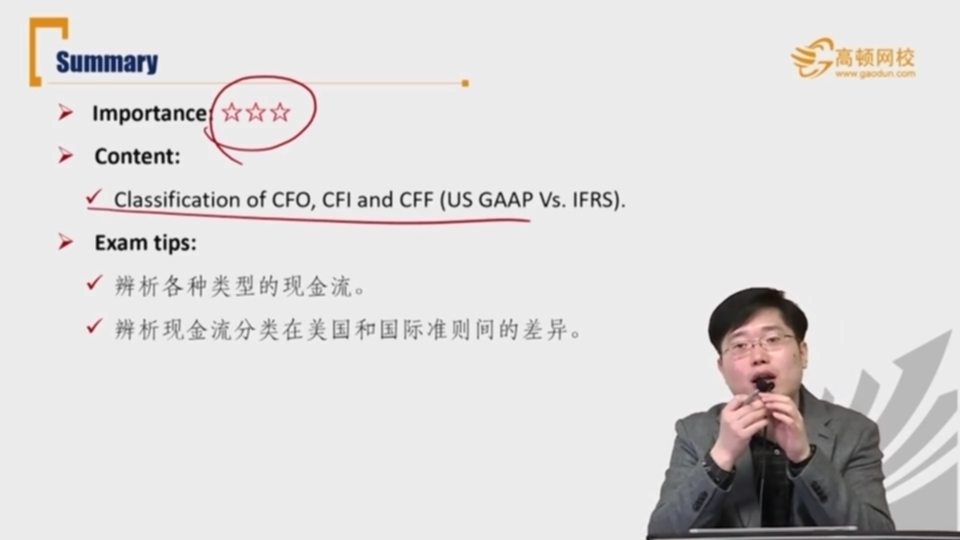 Summary
高顿网校
www.gaodun.com
Importance: ☆☆☆
Content:
Classification of CFO, CFI and CFF (US GAAP Vs. IFRS).
Exam tips:
辨析各种类型的现金流。
辨析现金流分类在美国和国际准则间的差异。